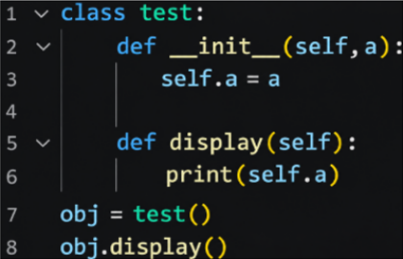 1 class test:
2 def __init__(self,a):
3 self.a = a
4
5 def display(self):
6 print(self.a)
7 obj = test()
8 obj.display()